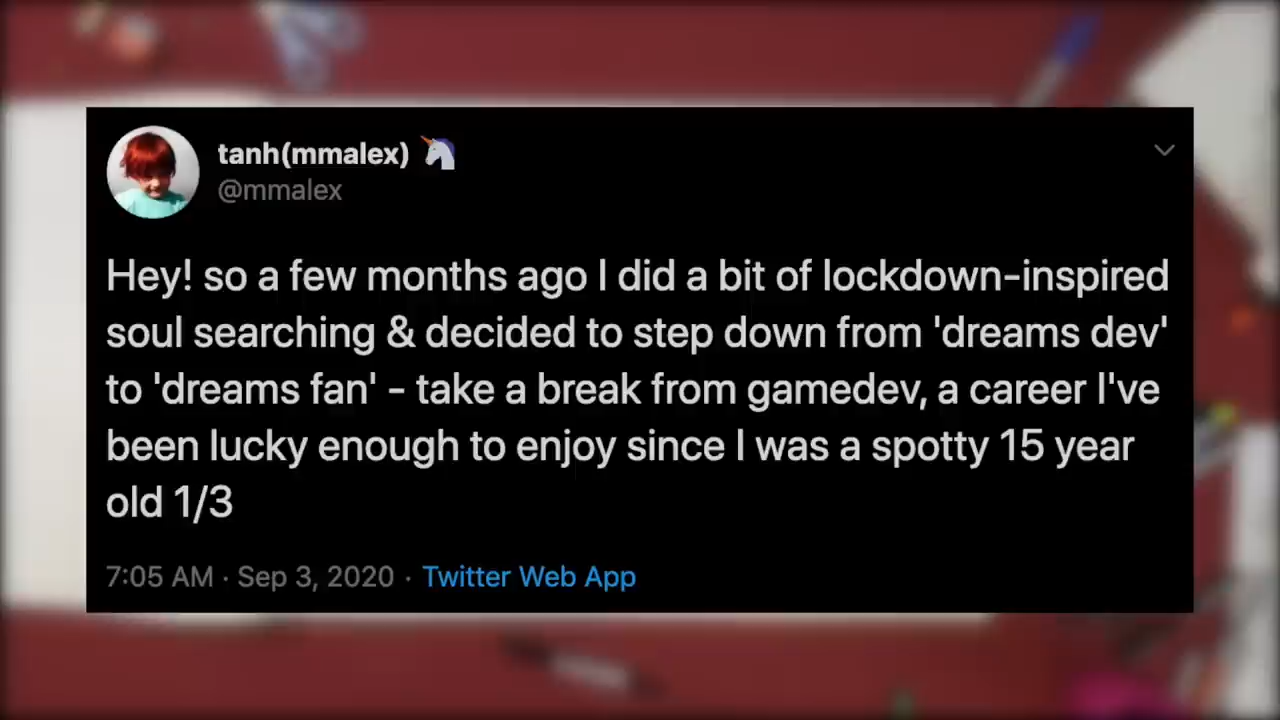 tanh(mmalex) 🦄
@mmalex
Hey! so a few months ago I did a bit of lockdown-inspired
soul searching & decided to step down from 'dreams dev'
to 'dreams fan' - take a break from gamedev, a career I've
been lucky enough to enjoy since I was a spotty 15 year
old 1/3
7:05 AM · Sep 3, 2020 · Twitter Web App